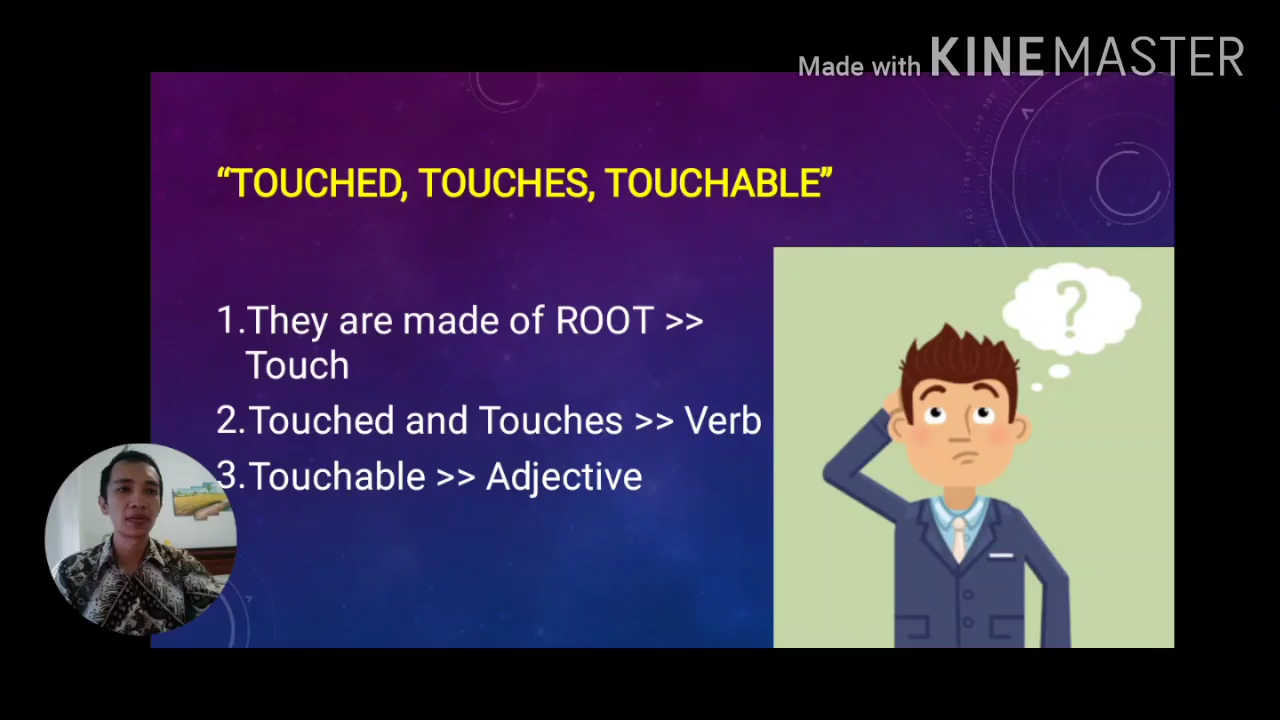 Made with KINEMASTER
“TOUCHED, TOUCHES, TOUCHABLE”
?
1.They are made of ROOT >>
Touch
2.Touched and Touches >> Verb
3.Touchable >> Adjective